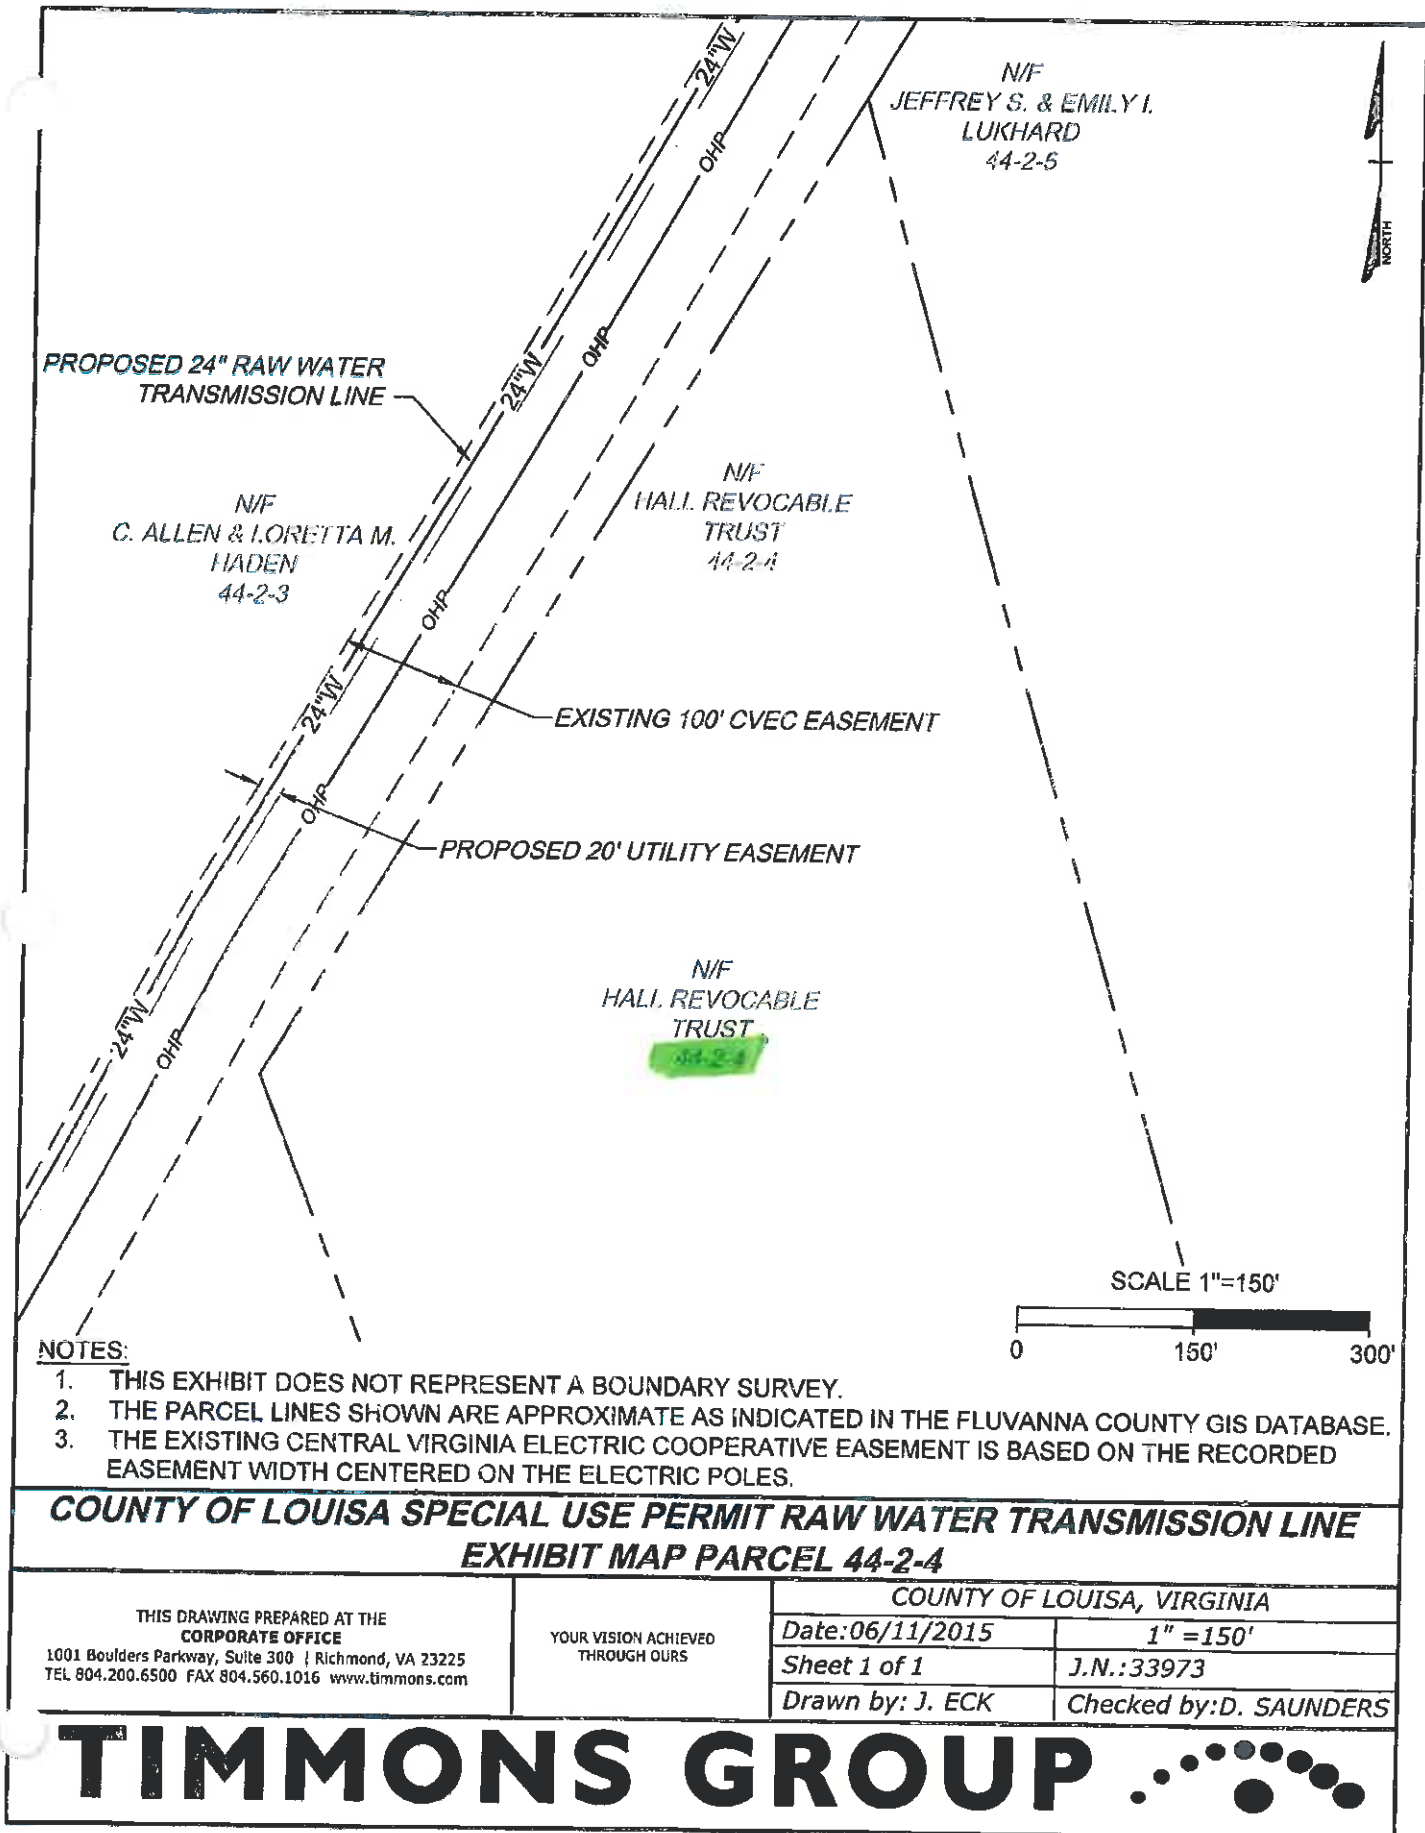 24"W
OHP
N/F
JEFFREY S. & EMILY I.
LUKHARD
44-2-5
NORTH
OHP
24"W
PROPOSED 24" RAW WATER
TRANSMISSION LINE
N/F
HALL REVOCABLE
TRUST
44-2-4
N/F
C. ALLEN & LORETTA M.
HADEN
44-2-3
OHP
24"W
EXISTING 100' CVEC EASEMENT
OHP
PROPOSED 20' UTILITY EASEMENT
N/F
HALL REVOCABLE
TRUST
44-2-4
24"W
OHP
SCALE 1"=150'
0 150' 300'
NOTES:
1. THIS EXHIBIT DOES NOT REPRESENT A BOUNDARY SURVEY.
2. THE PARCEL LINES SHOWN ARE APPROXIMATE AS INDICATED IN THE FLUVANNA COUNTY GIS DATABASE.
3. THE EXISTING CENTRAL VIRGINIA ELECTRIC COOPERATIVE EASEMENT IS BASED ON THE RECORDED
EASEMENT WIDTH CENTERED ON THE ELECTRIC POLES.
COUNTY OF LOUISA SPECIAL USE PERMIT RAW WATER TRANSMISSION LINE
EXHIBIT MAP PARCEL 44-2-4
THIS DRAWING PREPARED AT THE
CORPORATE OFFICE
1001 Boulders Parkway, Suite 300 | Richmond, VA 23225
TEL 804.200.6500 FAX 804.560.1016 www.timmons.com
YOUR VISION ACHIEVED
THROUGH OURS
COUNTY OF LOUISA, VIRGINIA
Date:06/11/2015 1" =150'
Sheet 1 of 1 J.N.:33973
Drawn by: J. ECK Checked by:D. SAUNDERS
TIMMONS GROUP